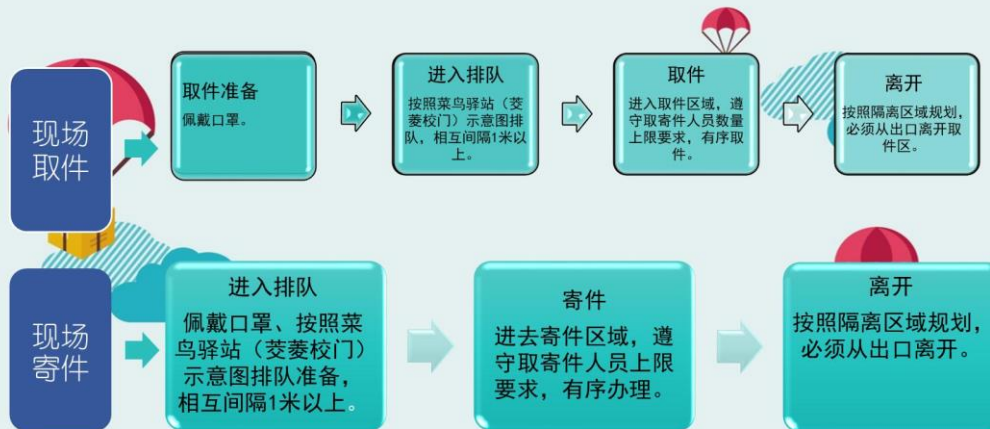 现场
取件
取件准备
佩戴口罩。
进入排队
按照菜鸟驿站（茭
菱校门）示意图排
队，相互间隔1米以
上。
取件
进入取件区域，遵
守取寄件人员数量
上限要求，有序取
件。
离开
按照隔离区域规划，
必须从出口离开取
件区。
现场
寄件
进入排队
佩戴口罩、按照菜
鸟驿站（茭菱校门）
示意图排队准备，
相互间隔1米以上。
寄件
进去寄件区域，遵
守取寄件人员上限
要求，有序办理。
离开
按照隔离区域规划，
必须从出口离开。